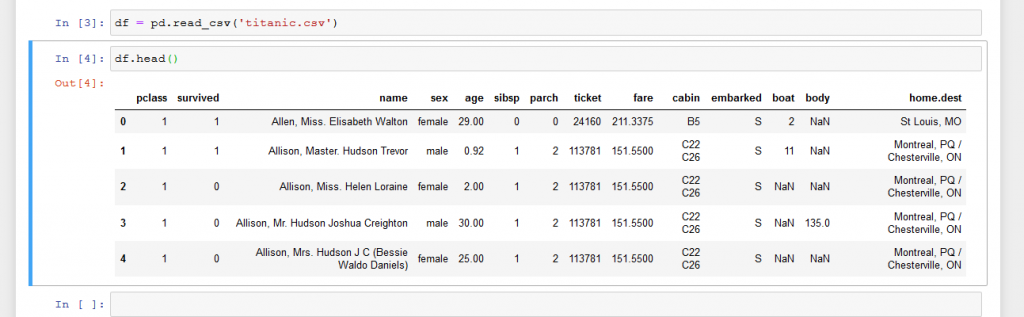 In [3]: df = pd.read_csv('titanic.csv')
In [4]: df.head()
Out[4]:
pclass survived name sex age sibsp parch ticket fare cabin embarked boat body home.dest
0 1 1 Allen, Miss. Elisabeth Walton female 29.00 0 0 24160 211.3375 B5 S 2 NaN St Louis, MO
1 1 1 Allison, Master. Hudson Trevor male 0.92 1 2 113781 151.5500 C22 C26 S 11 NaN Montreal, PQ / Chesterville, ON
2 1 0 Allison, Miss. Helen Loraine female 2.00 1 2 113781 151.5500 C22 C26 S NaN NaN Montreal, PQ / Chesterville, ON
3 1 0 Allison, Mr. Hudson Joshua Creighton male 30.00 1 2 113781 151.5500 C22 C26 S NaN 135.0 Montreal, PQ / Chesterville, ON
4 1 0 Allison, Mrs. Hudson J C (Bessie Waldo Daniels) female 25.00 1 2 113781 151.5500 C22 C26 S NaN NaN Montreal, PQ / Chesterville, ON
In [ ]: